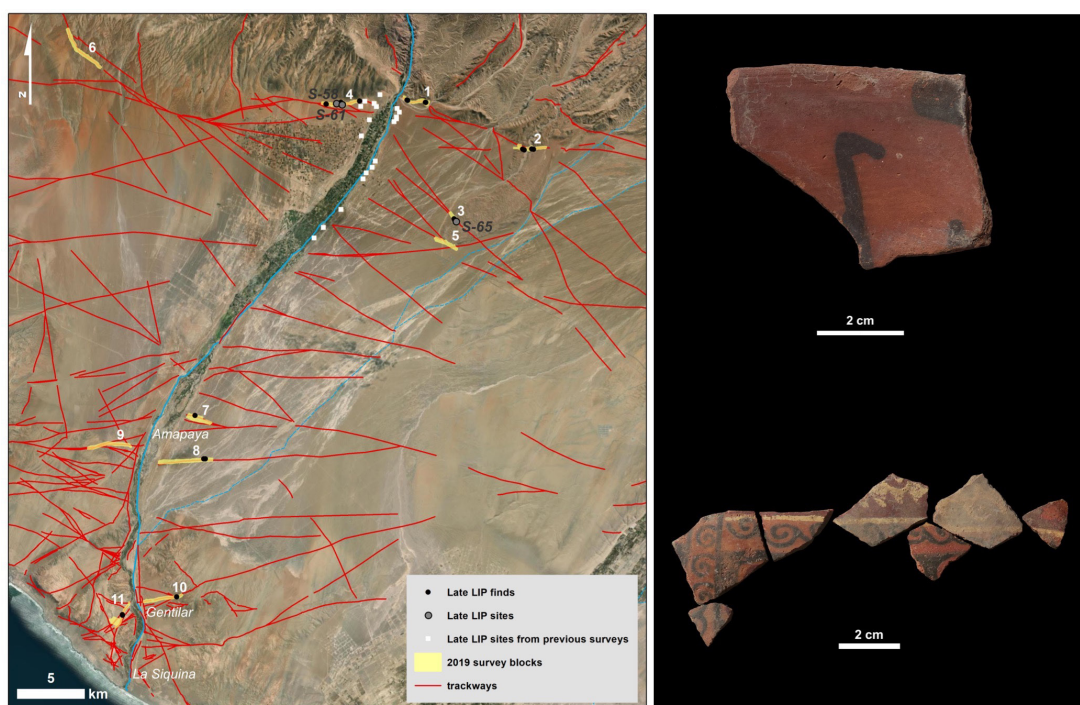 6
N
S-58
4
1
S-61
2
3
S-65
5
7
Amapaya
9
8
10
11
Gentilar
La Siquina
5
km
Late LIP finds
Late LIP sites
Late LIP sites from previous surveys
2019 survey blocks
trackways
2 cm
2 cm